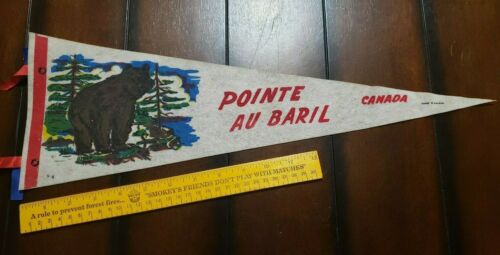 POINTE
AU BARIL
CANADA
A rule to prevent forest fires...
"SMOKEY'S FRIENDS DON'T PLAY WITH MATCHES"